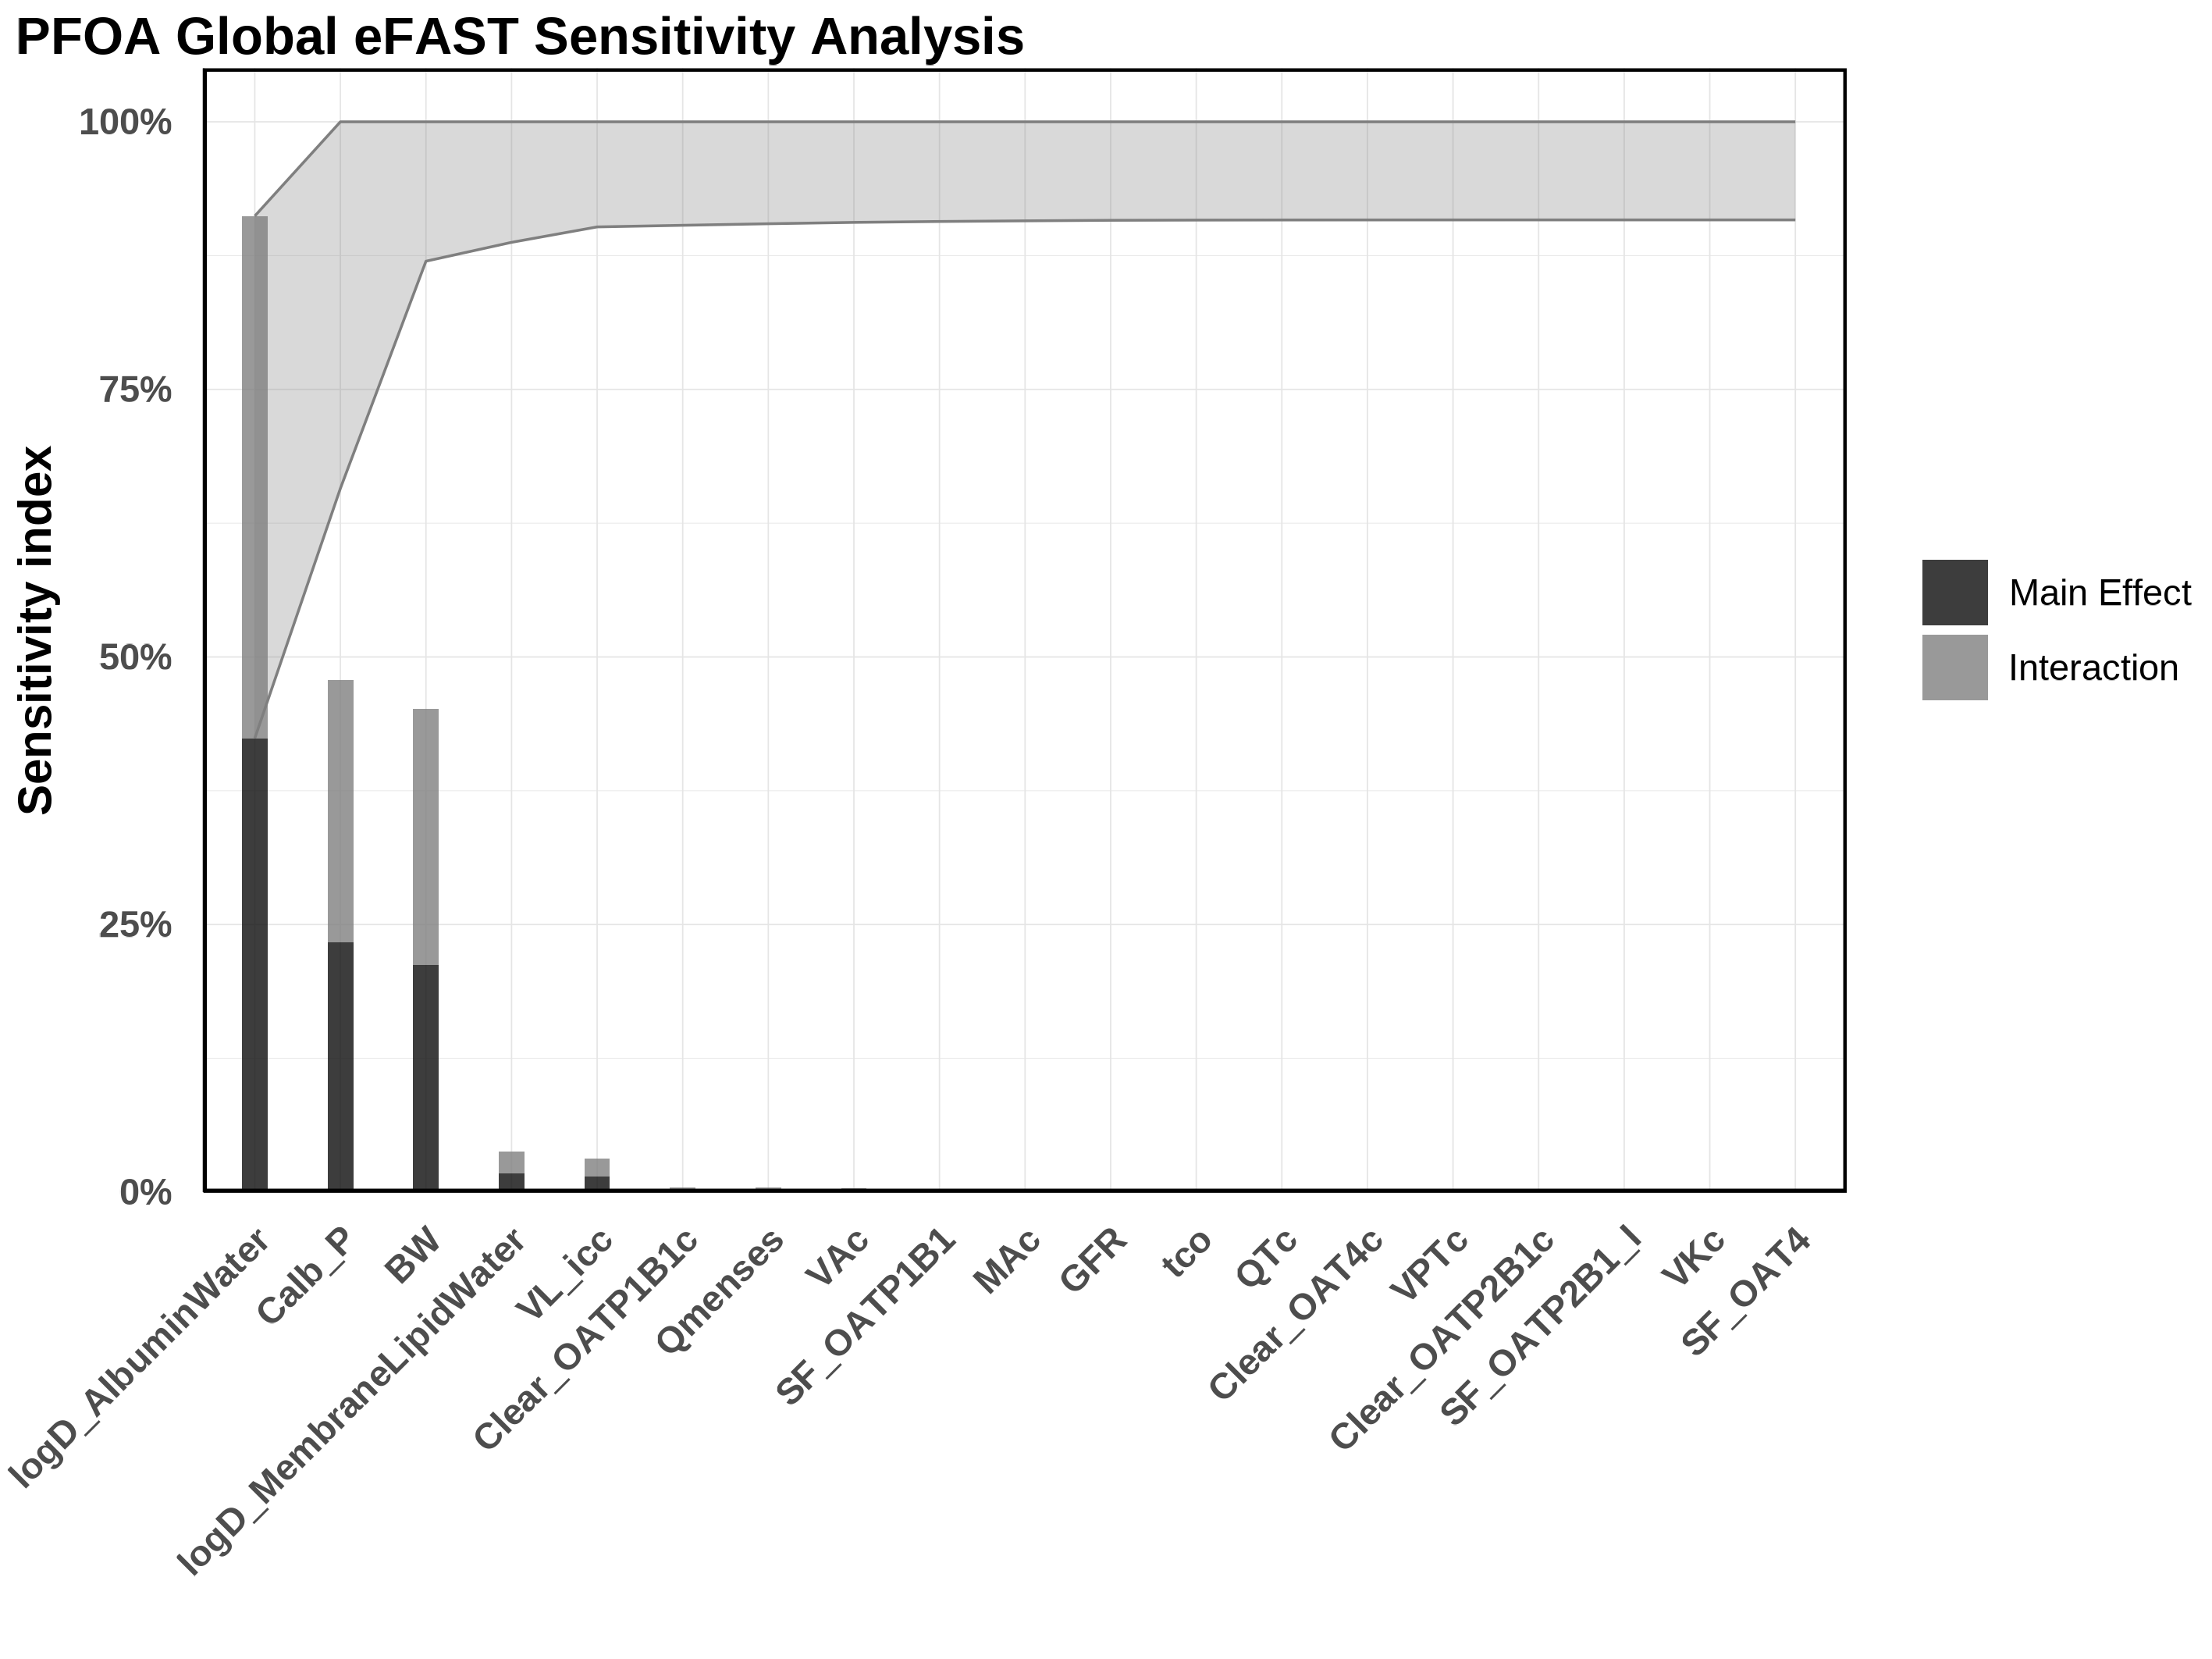 PFOA Global eFAST Sensitivity Analysis
100%
75%
50%
25%
0%
Sensitivity index
logD_AlbuminWater
Calb_P
BW
logD_MembraneLipidWater
VL_icc
Clear_OATP1B1c
Qmenses
VAc
SF_OATP1B1
MAc
GFR
tco
QTc
Clear_OAT4c
VPTc
Clear_OATP2B1c
SF_OATP2B1_l
VKc
SF_OAT4
Main Effect
Interaction